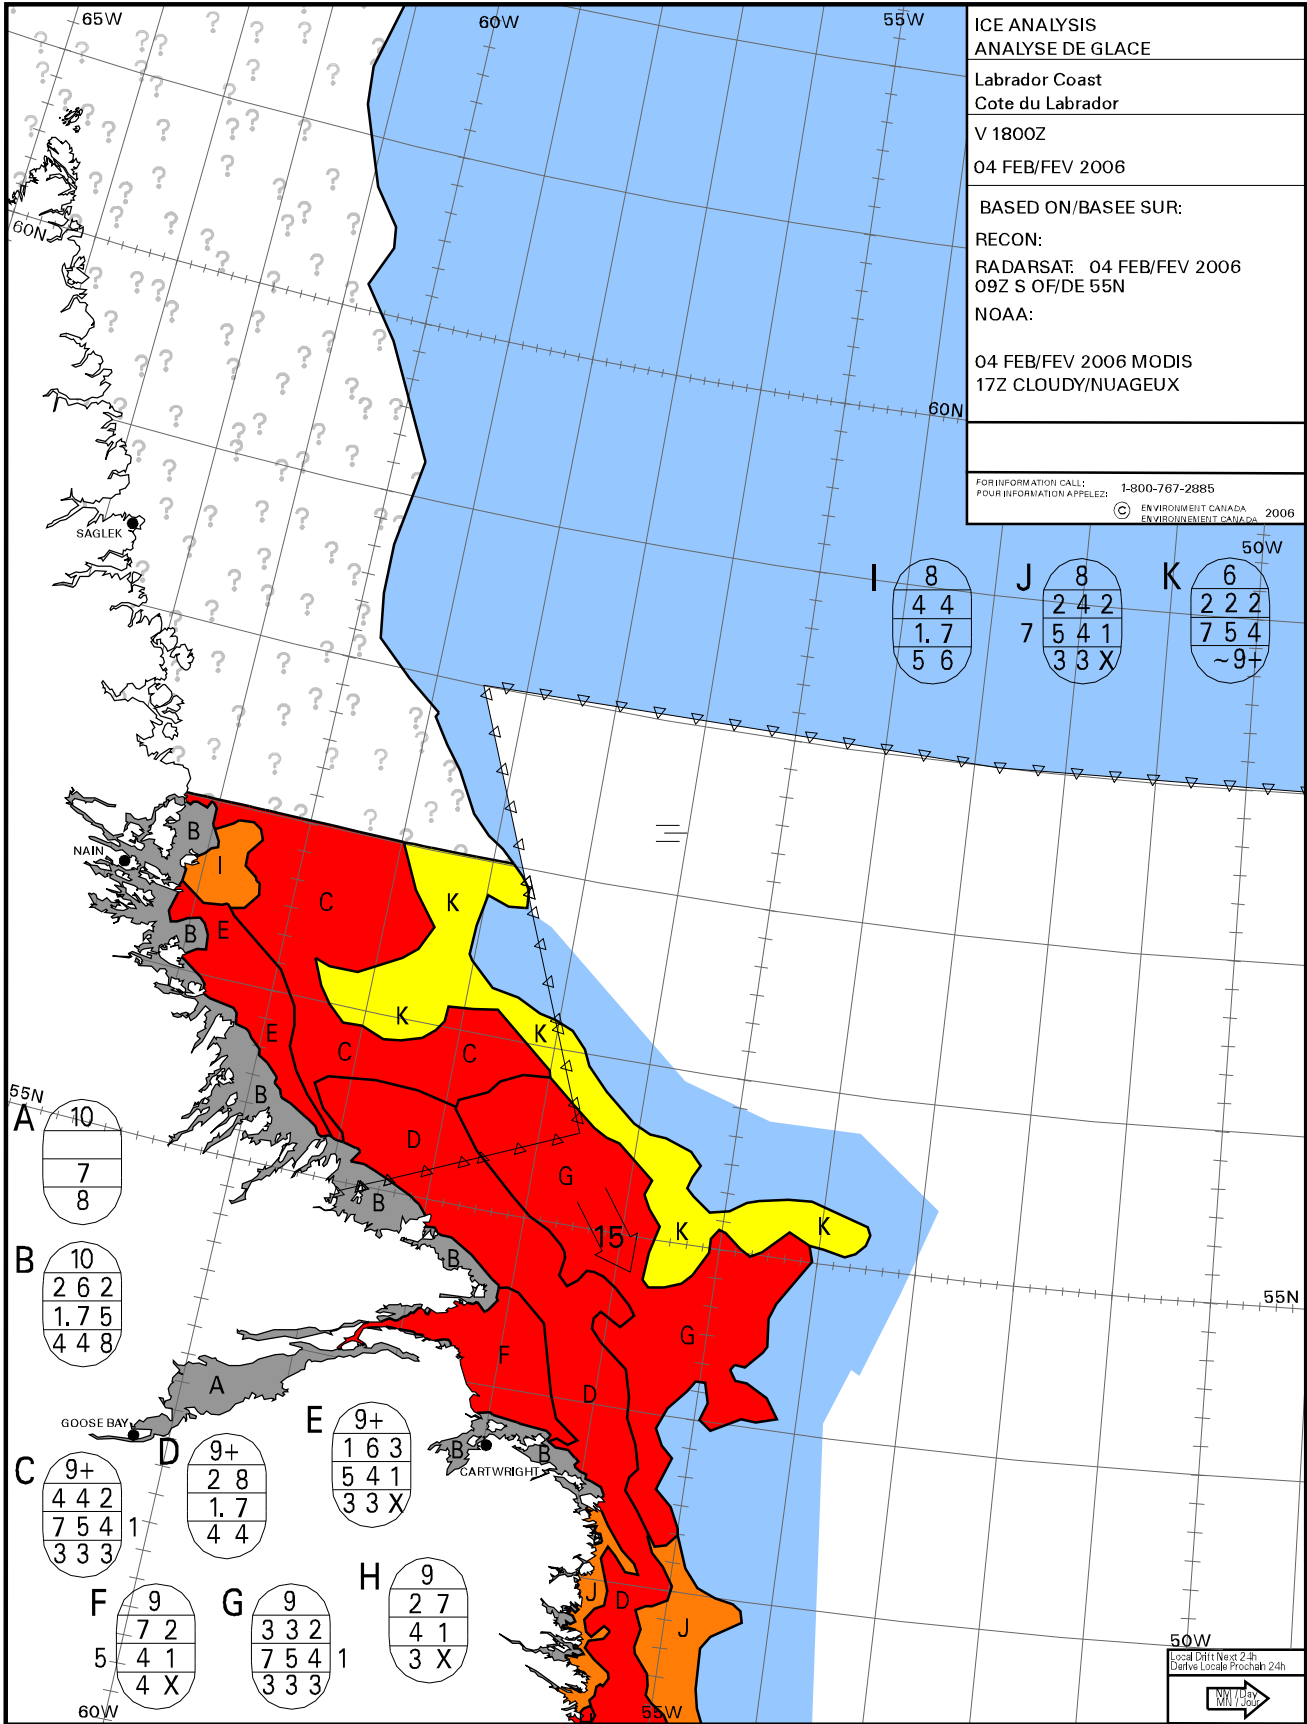 65W
60W
55W
ICE ANALYSIS
ANALYSE DE GLACE
Labrador Coast
Cote du Labrador
V 1800Z
04 FEB/FEV 2006
BASED ON/BASEE SUR:
RECON:
RADARSAT: 04 FEB/FEV 2006
09Z S OF/DE 55N
NOAA:
04 FEB/FEV 2006 MODIS
17Z CLOUDY/NUAGEUX
FOR INFORMATION CALL:
POUR INFORMATION APPELEZ: 1-800-767-2885
© ENVIRONMENT CANADA
ENVIRONNEMENT CANADA 2006
60N
60N
SAGLEK
50W
I
8
4 4
1. 7
5 6
J
8
2 4 2
7 5 4 1
3 3 X
K
6
2 2 2
7 5 4
~9+
B
NAIN
I
C
K
B
E
K
E
C
C
K
B
55N
D
G
B
15
K
K
B
55N
G
F
D
A
GOOSE BAY
B
B
CARTWRIGHT
J
D
J
A
10
7
8
B
10
2 6 2
1. 7 5
4 4 8
C
9+
4 4 2
7 5 4 1
3 3 3
D
9+
2 8
1. 7
4 4
E
9+
1 6 3
5 4 1
3 3 X
F
9
7 2
5 4 1
4 X
G
9
3 3 2
7 5 4 1
3 3 3
H
9
2 7
4 1
3 X
60W
55W
50W
Local Drift Next 24h
Derive Locale Prochain 24h
NM / Day
MN / Jour